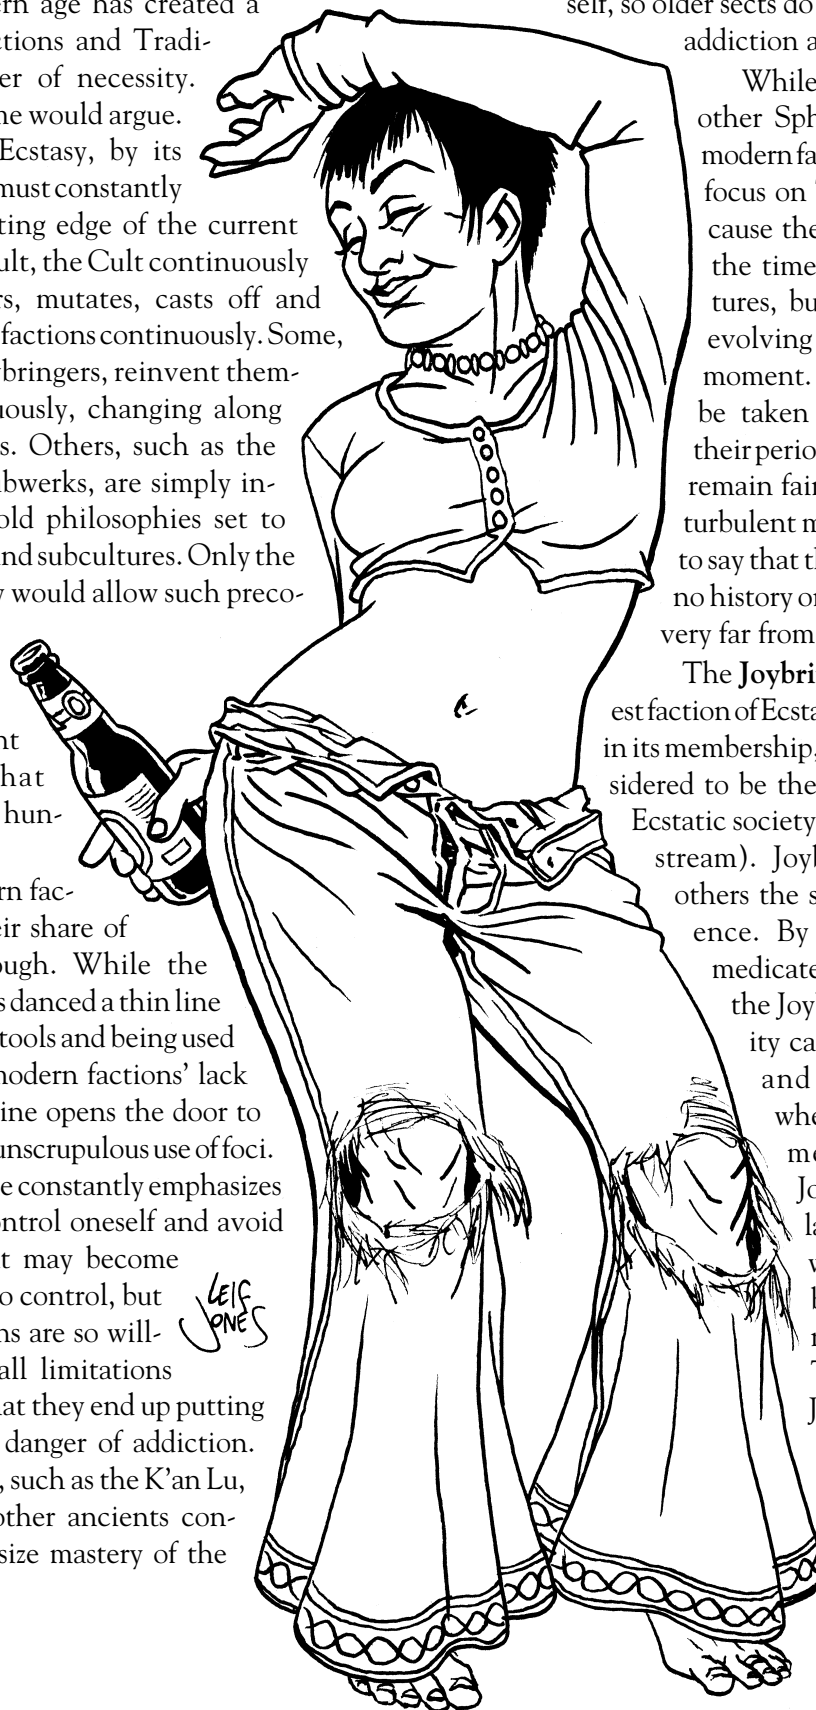 ern age has created a
ctions and Tradi-
er of necessity.
ne would argue.
Ecstasy, by its
must constantly
ting edge of the current
ult, the Cult continuously
rs, mutates, casts off and
factions continuously. Some,
ybringers, reinvent them-
uously, changing along
s. Others, such as the
bwerks, are simply in-
old philosophies set to
and subcultures. Only the
y would allow such preco-
nt
hat
hun-
rn fac-
eir share of
ough. While the
s danced a thin line
tools and being used
modern factions' lack
ine opens the door to
unscrupulous use of foci.
e constantly emphasizes
ontrol oneself and avoid
t may become
o control, but
ns are so will-
all limitations
hat they end up putting
danger of addiction.
, such as the K'an Lu,
other ancients con-
size mastery of the
LEIF
JONES
self, so older sects do
addiction a
While
other Sph
modern fa
focus on
cause the
the time
tures, bu
evolving
moment.
be taken
their perio
remain fair
turbulent m
to say that th
no history or
very far from
The Joybri
est faction of Ecsta
in its membership,
sidered to be the
Ecstatic society
stream). Joyb
others the s
ence. By
medicate
the Joy
ity ca
and
whe
me
Jo
la
w
b
r
T
J